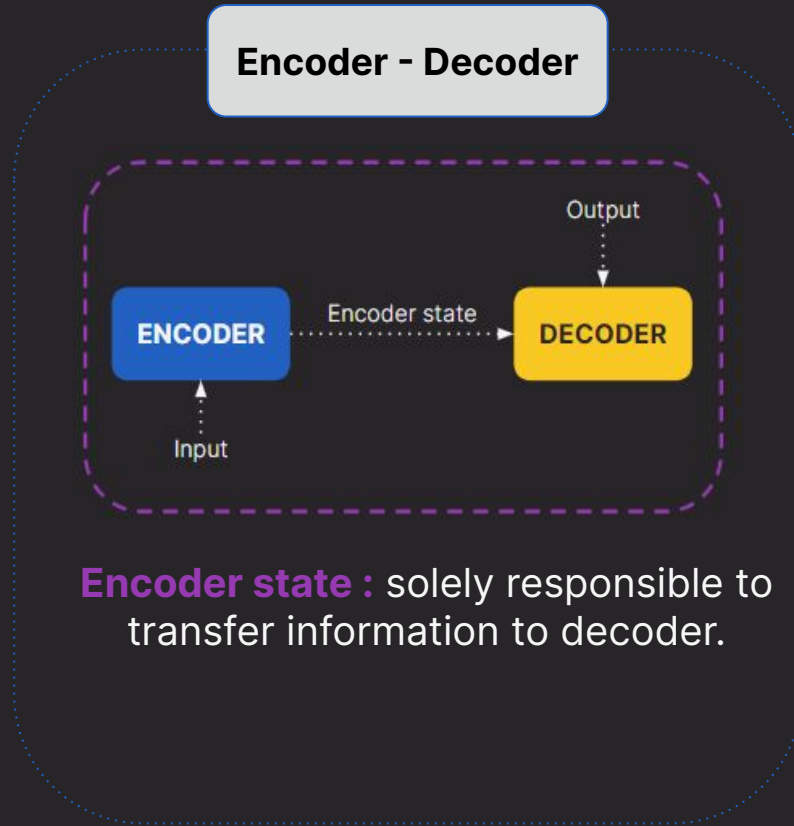 Encoder - Decoder
Output
Encoder state
ENCODER
DECODER
Input
Encoder state : solely responsible to
transfer information to decoder.